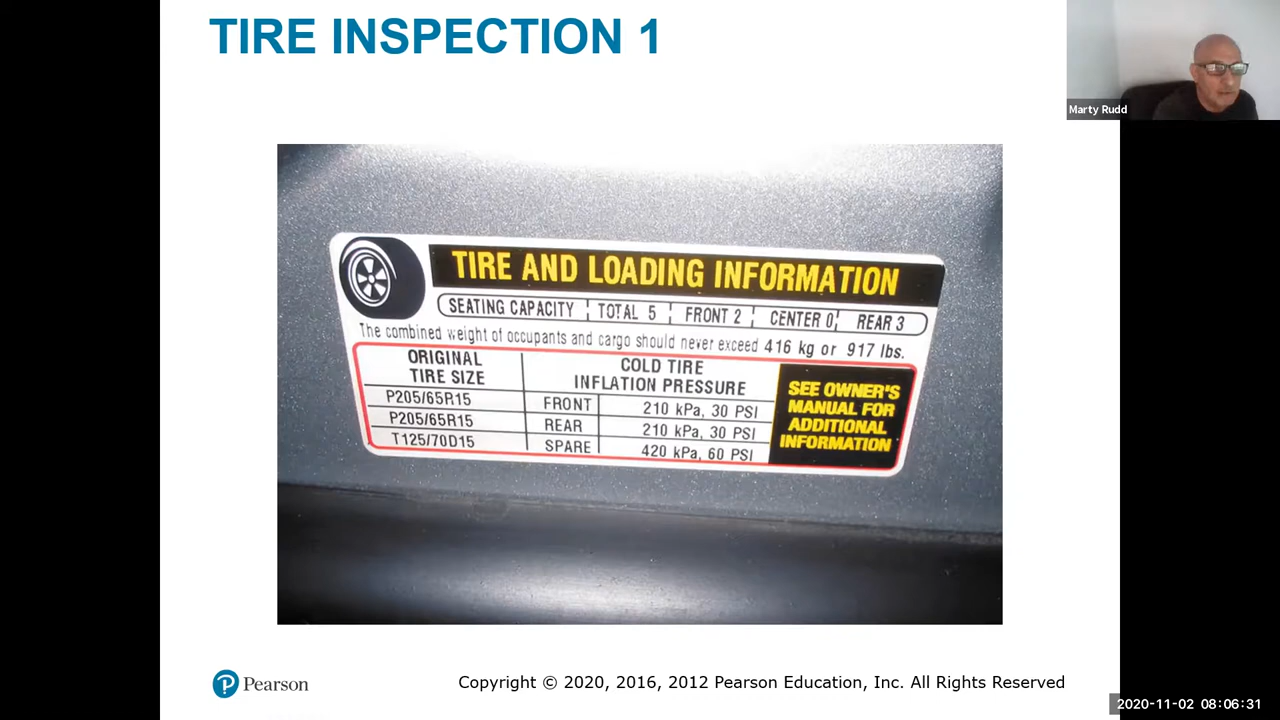 TIRE INSPECTION 1
Marty Rudd
TIRE AND LOADING INFORMATION
SEATING CAPACITY TOTAL 5 FRONT 2 CENTER 0 REAR 3
The combined weight of occupants and cargo should never exceed 416 kg or 917 lbs.
ORIGINAL
TIRE SIZE
COLD TIRE
INFLATION PRESSURE
P205/65R15 FRONT 210 kPa, 30 PSI
P205/65R15 REAR 210 kPa, 30 PSI
T125/70D15 SPARE 420 kPa, 60 PSI
SEE OWNER'S
MANUAL FOR
ADDITIONAL
INFORMATION
Pearson
Copyright © 2020, 2016, 2012 Pearson Education, Inc. All Rights Reserved
2020-11-02 08:06:31